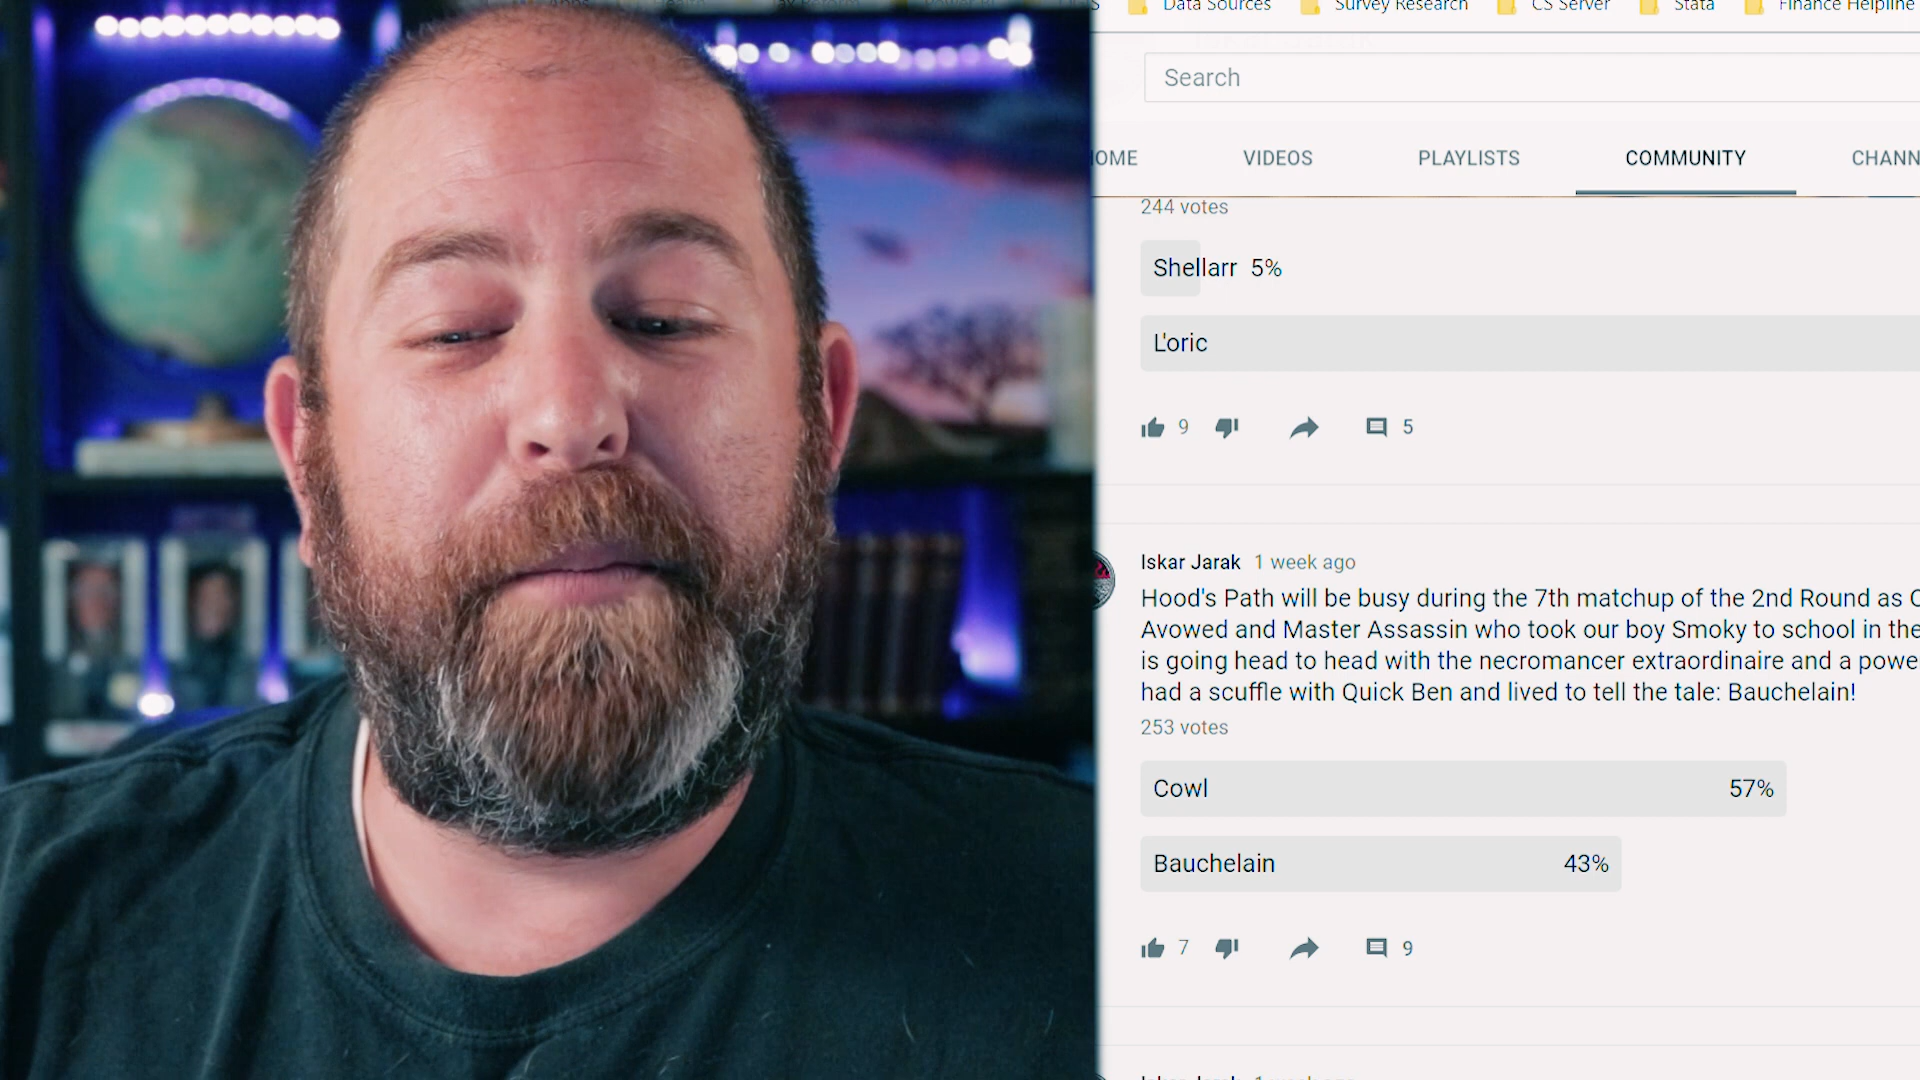 Data Sources
Survey Research
CS Server
Stata
Finance Helpline
Search
OME
VIDEOS
PLAYLISTS
COMMUNITY
CHANN
244 votes
Shellarr 5%
L'oric
9
5
Iskar Jarak 1 week ago
Hood's Path will be busy during the 7th matchup of the 2nd Round as C
Avowed and Master Assassin who took our boy Smoky to school in the
is going head to head with the necromancer extraordinaire and a powe
had a scuffle with Quick Ben and lived to tell the tale: Bauchelain!
253 votes
Cowl 57%
Bauchelain 43%
7
9